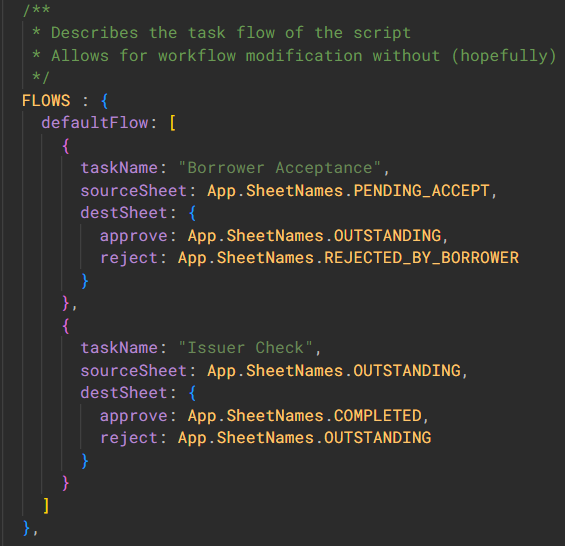 /**
 * Describes the task flow of the script
 * Allows for workflow modification without (hopefully)
 */
FLOWS : {
  defaultFlow: [
    {
      taskName: "Borrower Acceptance",
      sourceSheet: App.SheetNames.PENDING_ACCEPT,
      destSheet: {
        approve: App.SheetNames.OUTSTANDING,
        reject: App.SheetNames.REJECTED_BY_BORROWER
      }
    },
    {
      taskName: "Issuer Check",
      sourceSheet: App.SheetNames.OUTSTANDING,
      destSheet: {
        approve: App.SheetNames.COMPLETED,
        reject: App.SheetNames.OUTSTANDING
      }
    }
  ]
},